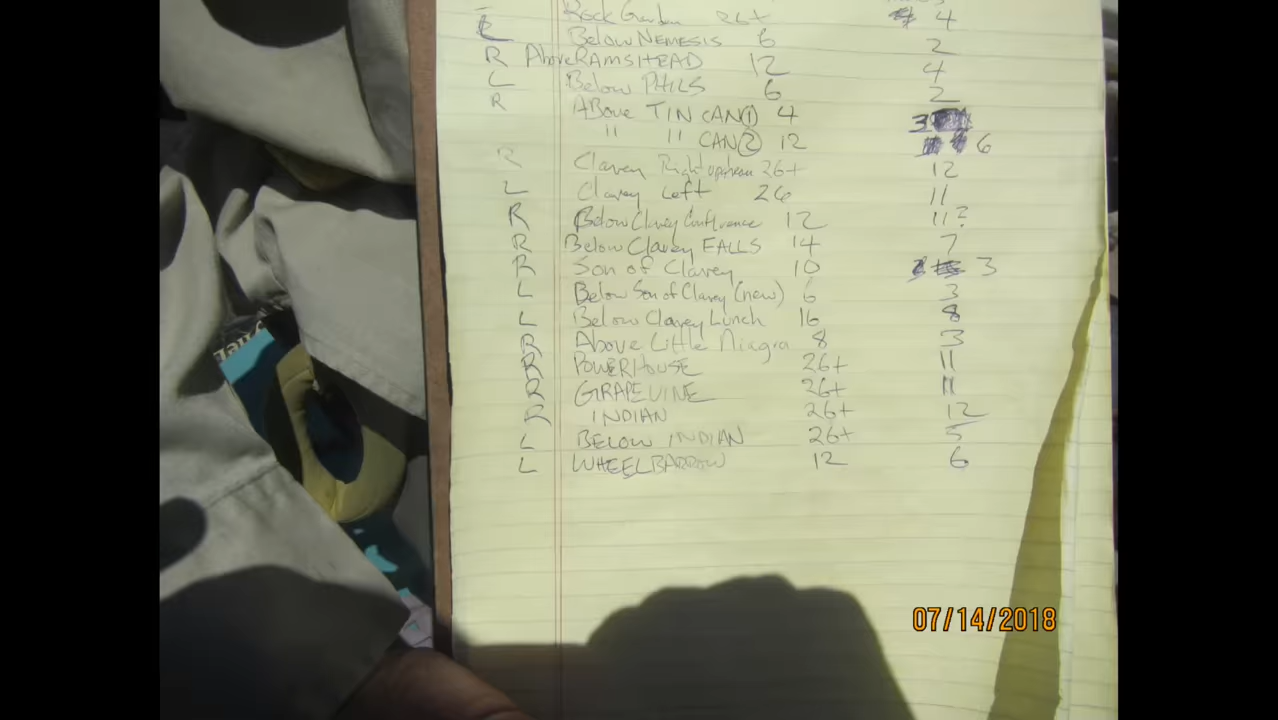 Rock Garden 26+ 4
L Below NEMESIS 6 2
R Above RAMSHEAD 12 4
L Below PHILS 6 2
R ABove TIN CAN ① 4 3
" " CAN ② 12 6
R Clavey Right upstream 26+ 12
L Clavey Left 26 11
R Below Clavey Confluence 12 11?
R Below Clavey FALLS 14 7
R Son of Clavey 10 3
L Below Son of Clavey (new) 6 3
L Below Clavey Lunch 16 8
R Above Little Niagra 8 3
R POWERHOUSE 26+ 11
R GRAPEVINE 26+ 11
R INDIAN 26+ 12
L BELOW INDIAN 26+ 5
L WHEELBARROW 12 6
07/14/2018